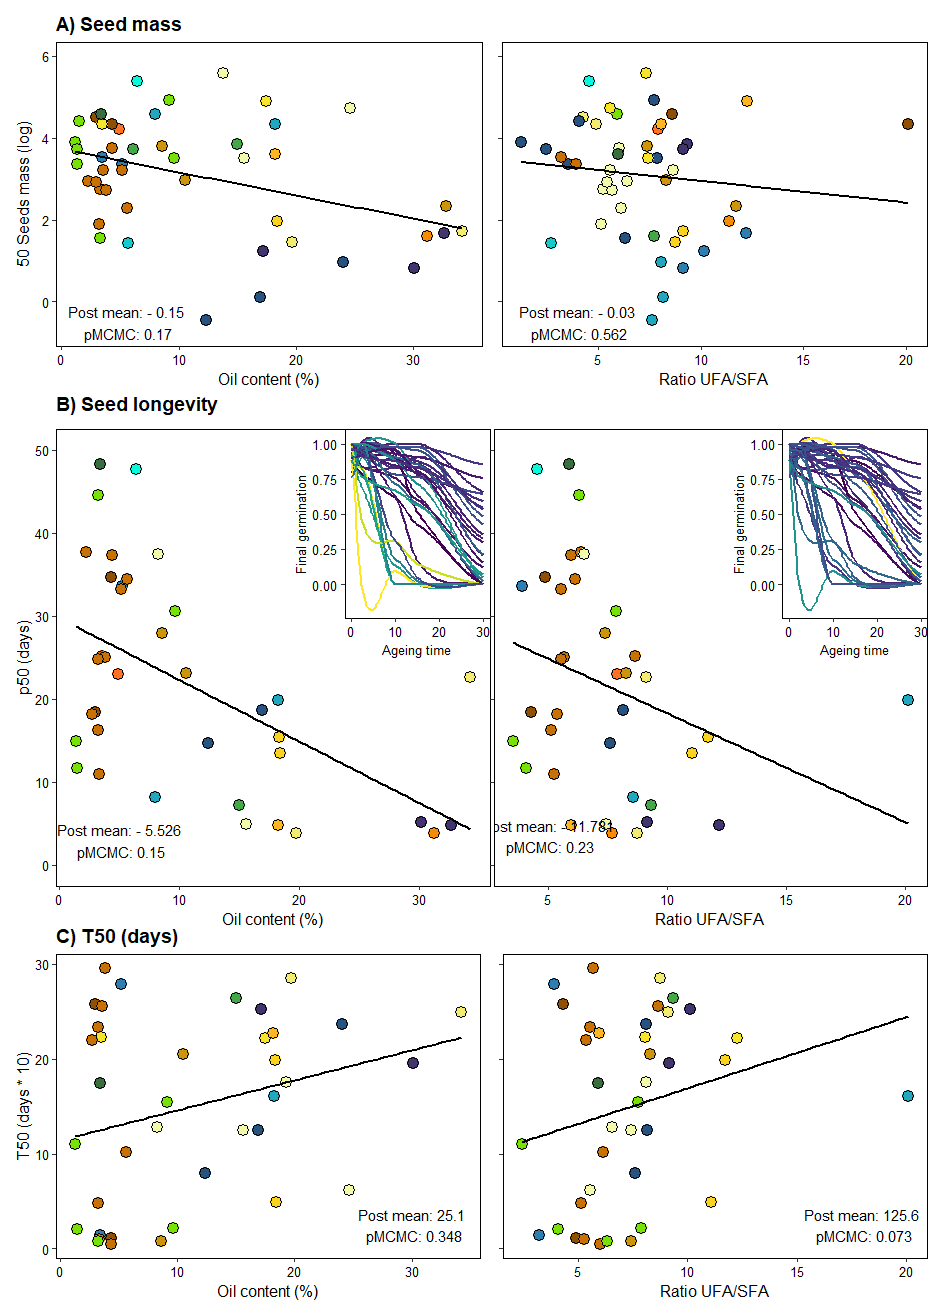 A) Seed mass
50 Seeds mass (log)
6
4
2
0
Post mean: - 0.15
pMCMC: 0.17
0
10
20
30
Oil content (%)
Post mean: - 0.03
pMCMC: 0.562
5
10
15
20
Ratio UFA/SFA
B) Seed longevity
p50 (days)
50
40
30
20
10
0
Final germination
1.00
0.75
0.50
0.25
0.00
0
10
20
30
Ageing time
Post mean: - 5.526
pMCMC: 0.15
0
10
20
30
Oil content (%)
Final germination
1.00
0.75
0.50
0.25
0.00
0
10
20
30
Ageing time
ost mean: - 11.781
pMCMC: 0.23
5
10
15
20
Ratio UFA/SFA
C) T50 (days)
T50 (days * 10)
30
20
10
0
Post mean: 25.1
pMCMC: 0.348
0
10
20
30
Oil content (%)
Post mean: 125.6
pMCMC: 0.073
5
10
15
20
Ratio UFA/SFA